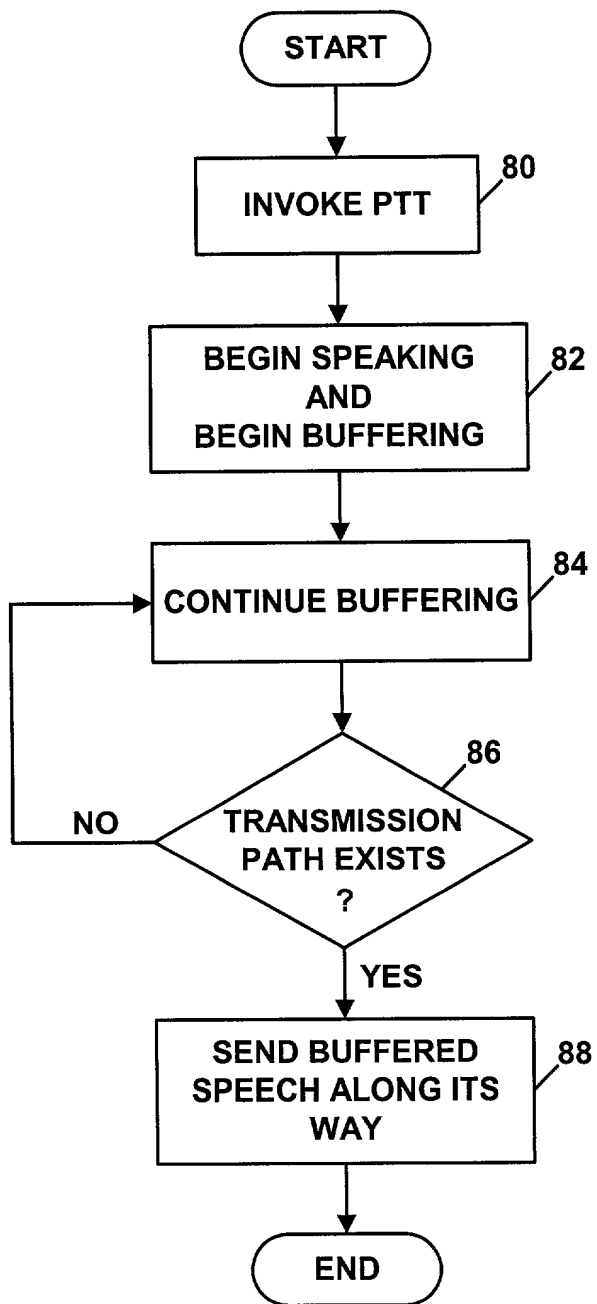 START
INVOKE PTT
80
BEGIN SPEAKING
AND
BEGIN BUFFERING
82
CONTINUE BUFFERING
84
TRANSMISSION
PATH EXISTS
?
86
NO
YES
SEND BUFFERED
SPEECH ALONG ITS
WAY
88
END